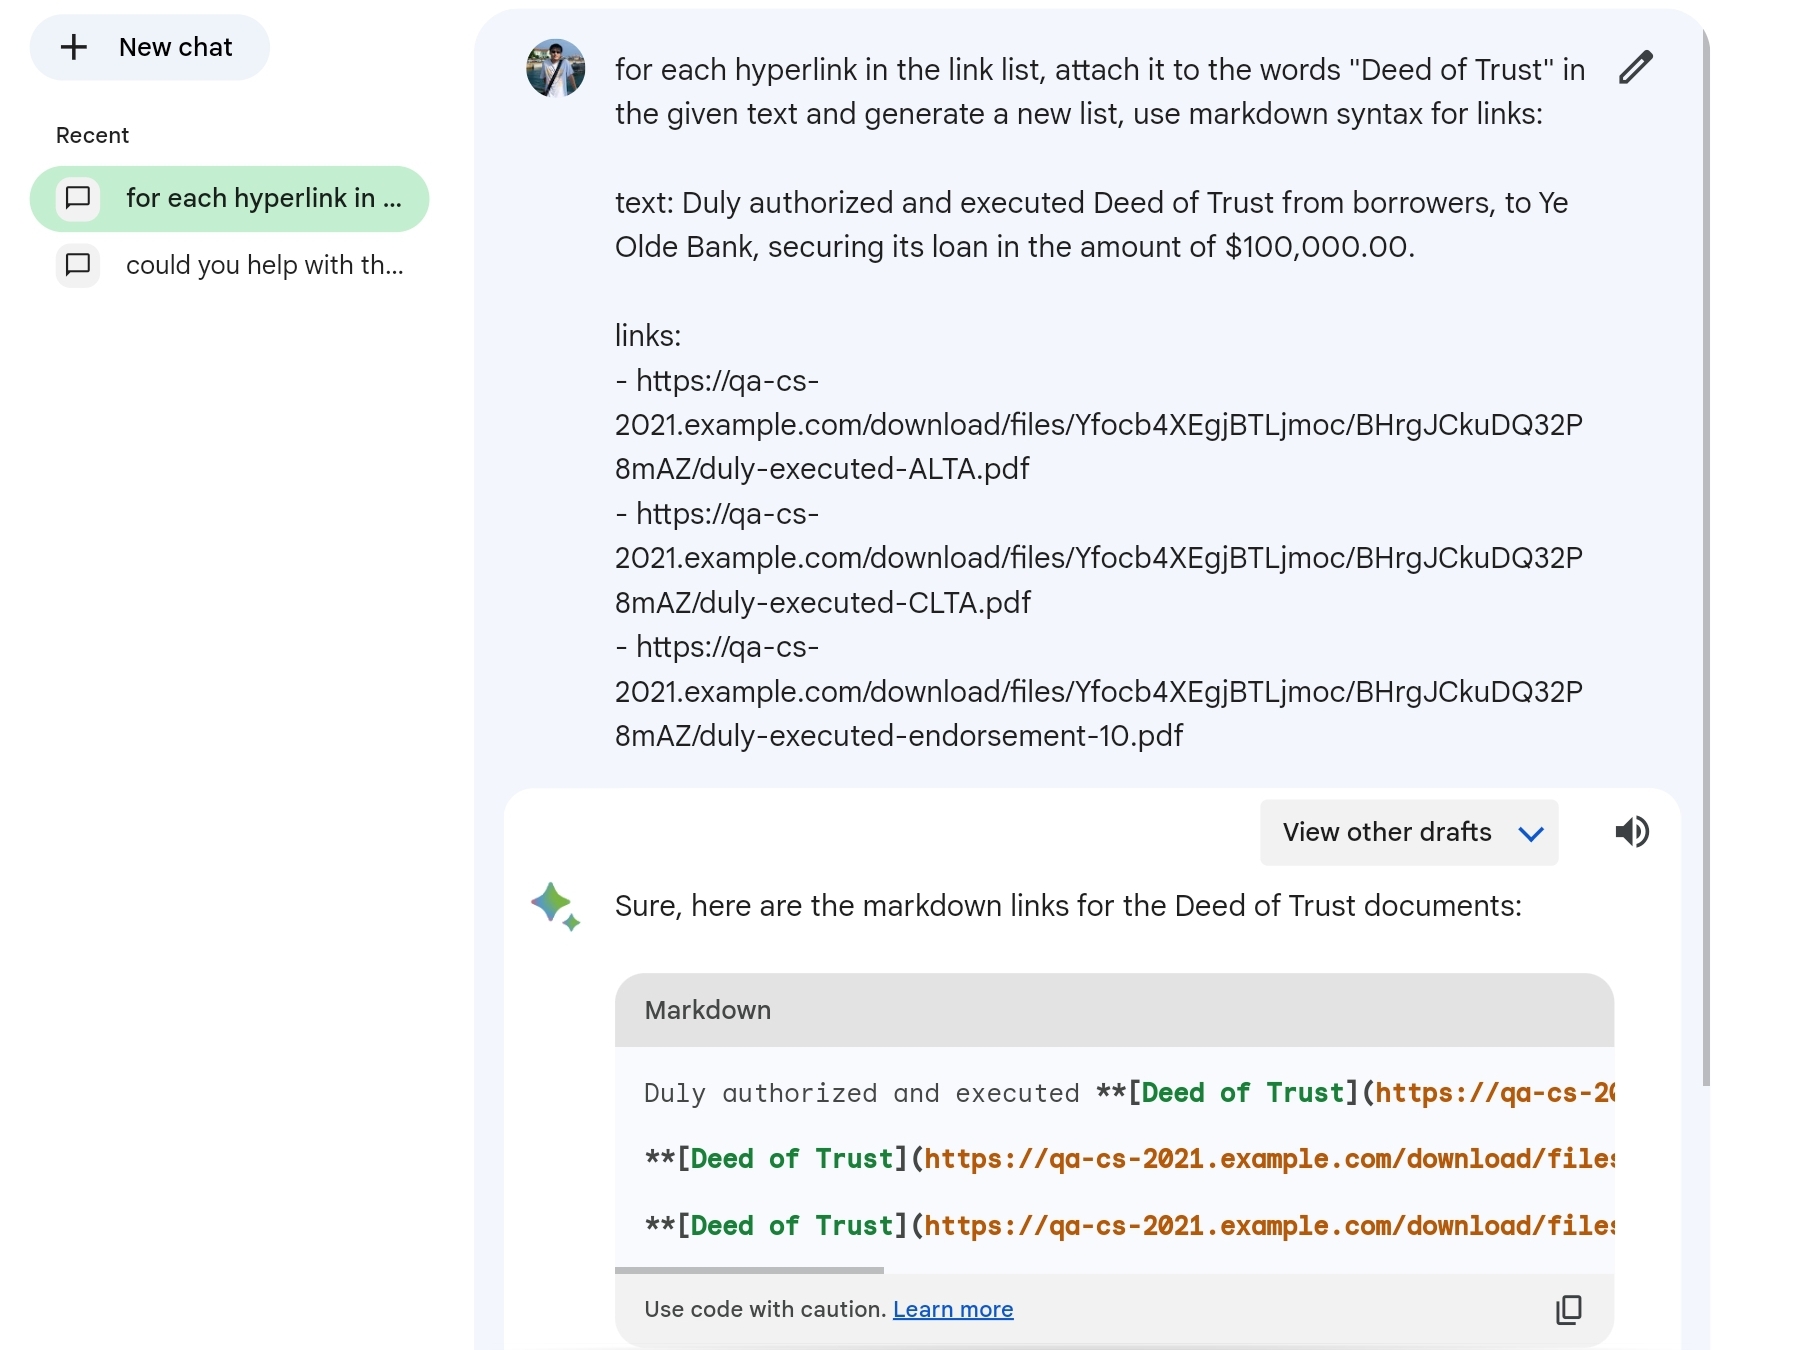 New chat
Recent
for each hyperlink in ...
could you help with th...
for each hyperlink in the link list, attach it to the words "Deed of Trust" in
the given text and generate a new list, use markdown syntax for links:
text: Duly authorized and executed Deed of Trust from borrowers, to Ye
Olde Bank, securing its loan in the amount of $100,000.00.
links:
- https://qa-cs-
2021.example.com/download/files/Yfocb4XEgjBTLjmoc/BHrgJCkuDQ32P
8mAZ/duly-executed-ALTA.pdf
- https://qa-cs-
2021.example.com/download/files/Yfocb4XEgjBTLjmoc/BHrgJCkuDQ32P
8mAZ/duly-executed-CLTA.pdf
- https://qa-cs-
2021.example.com/download/files/Yfocb4XEgjBTLjmoc/BHrgJCkuDQ32P
8mAZ/duly-executed-endorsement-10.pdf
View other drafts
Sure, here are the markdown links for the Deed of Trust documents:
Markdown
Duly authorized and executed **[Deed of Trust](https://qa-cs-20
**[Deed of Trust](https://qa-cs-2021.example.com/download/files
**[Deed of Trust](https://qa-cs-2021.example.com/download/files
Use code with caution. Learn more